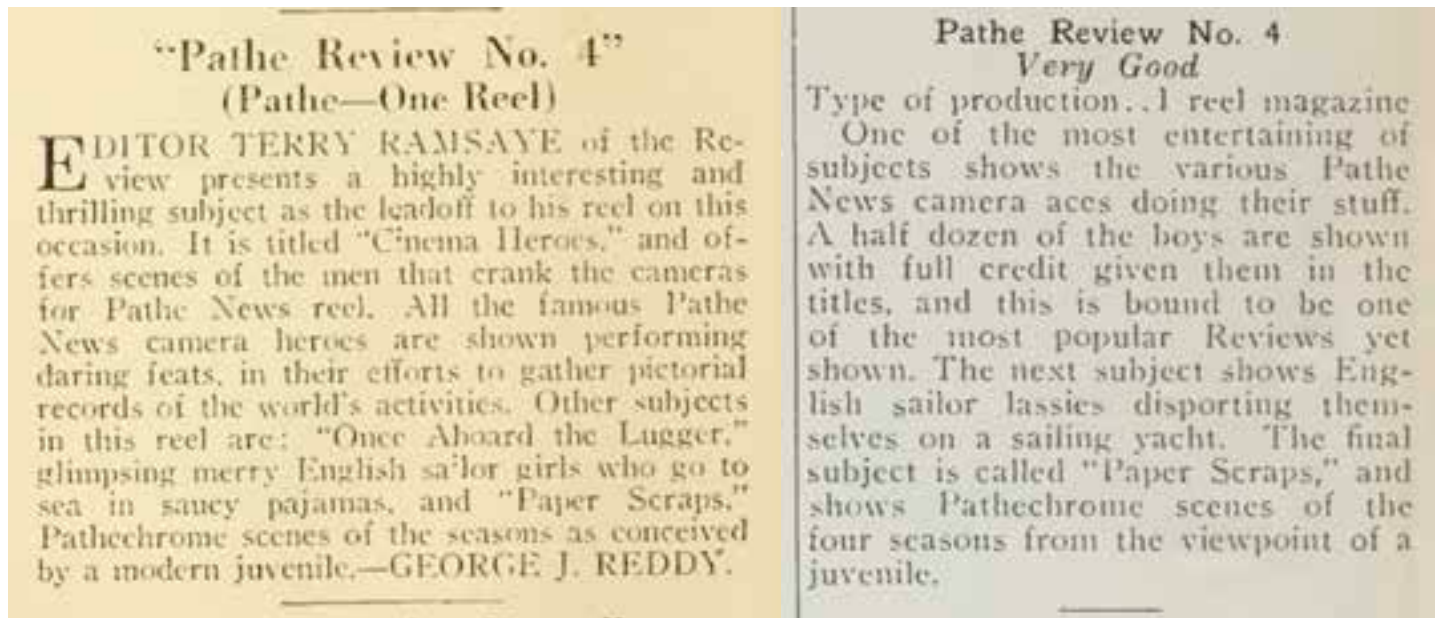 “Pathe Review No. 4”
(Pathe—One Reel)
EDITOR TERRY RAMSAYE of the Re-
view presents a highly interesting and
thrilling subject as the leadoff to his reel on this
occasion. It is titled “Cinema Heroes,” and of-
fers scenes of the men that crank the cameras
for Pathe News reel. All the famous Pathe
News camera heroes are shown performing
daring feats, in their efforts to gather pictorial
records of the world's activities. Other subjects
in this reel are: “Once Aboard the Lugger,”
glimpsing merry English sailor girls who go to
sea in saucy pajamas, and “Paper Scraps,”
Pathechrome scenes of the seasons as conceived
by a modern juvenile.—GEORGE J. REDDY.
Pathe Review No. 4
Very Good
Type of production..1 reel magazine
One of the most entertaining of
subjects shows the various Pathe
News camera aces doing their stuff.
A half dozen of the boys are shown
with full credit given them in the
titles, and this is bound to be one
of the most popular Reviews yet
shown. The next subject shows Eng-
lish sailor lassies disporting them-
selves on a sailing yacht. The final
subject is called “Paper Scraps,” and
shows Pathechrome scenes of the
four seasons from the viewpoint of a
juvenile.